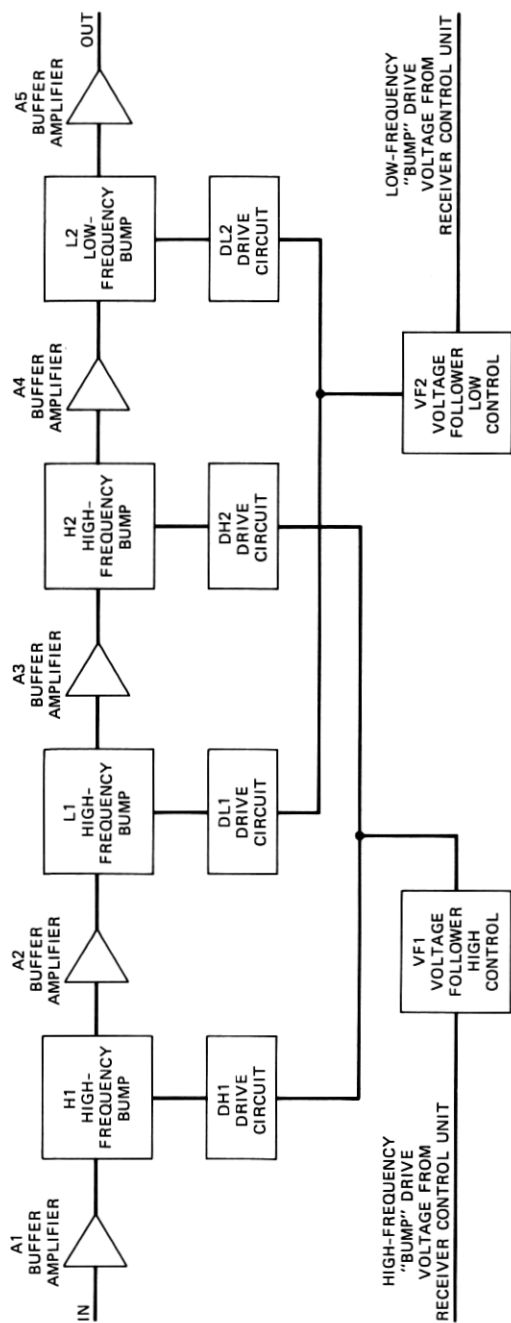 IN
A1
BUFFER
AMPLIFIER
H1
HIGH-
FREQUENCY
BUMP
A2
BUFFER
AMPLIFIER
L1
HIGH-
FREQUENCY
BUMP
A3
BUFFER
AMPLIFIER
H2
HIGH-
FREQUENCY
BUMP
A4
BUFFER
AMPLIFIER
L2
LOW-
FREQUENCY
BUMP
A5
BUFFER
AMPLIFIER
OUT
DH1
DRIVE
CIRCUIT
DL1
DRIVE
CIRCUIT
DH2
DRIVE
CIRCUIT
DL2
DRIVE
CIRCUIT
HIGH-FREQUENCY
"BUMP" DRIVE
VOLTAGE FROM
RECEIVER CONTROL UNIT
VF1
VOLTAGE
FOLLOWER
HIGH
CONTROL
VF2
VOLTAGE
FOLLOWER
LOW
CONTROL
LOW-FREQUENCY
"BUMP" DRIVE
VOLTAGE FROM
RECEIVER CONTROL UNIT